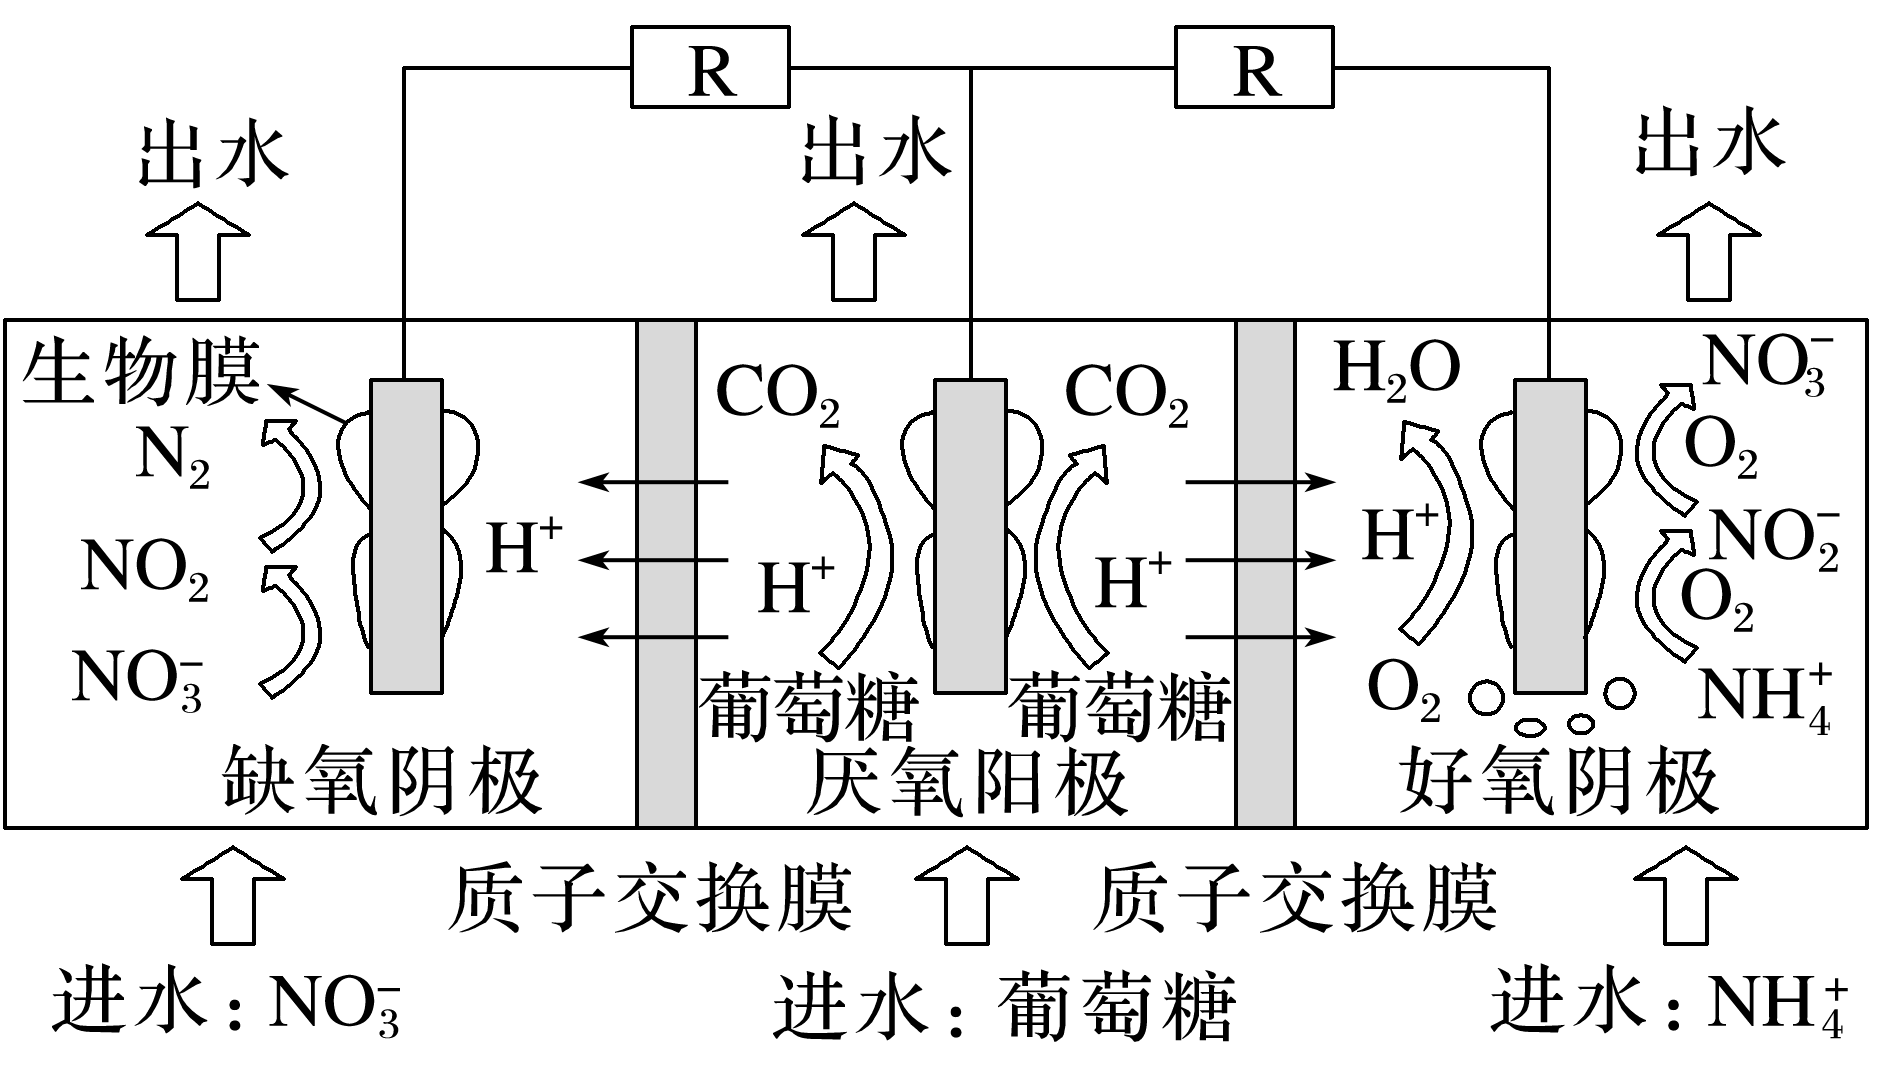 R
R
出水
出水
出水
生物膜
N₂
NO₂
NO₃⁻
H⁺
缺氧阴极
CO₂
CO₂
H⁺
H⁺
葡萄糖
葡萄糖
厌氧阳极
H₂O
H⁺
O₂
NO₃⁻
O₂
NO₂⁻
O₂
NH₄⁺
好氧阴极
质子交换膜
质子交换膜
进水：NO₃⁻
进水：葡萄糖
进水：NH₄⁺